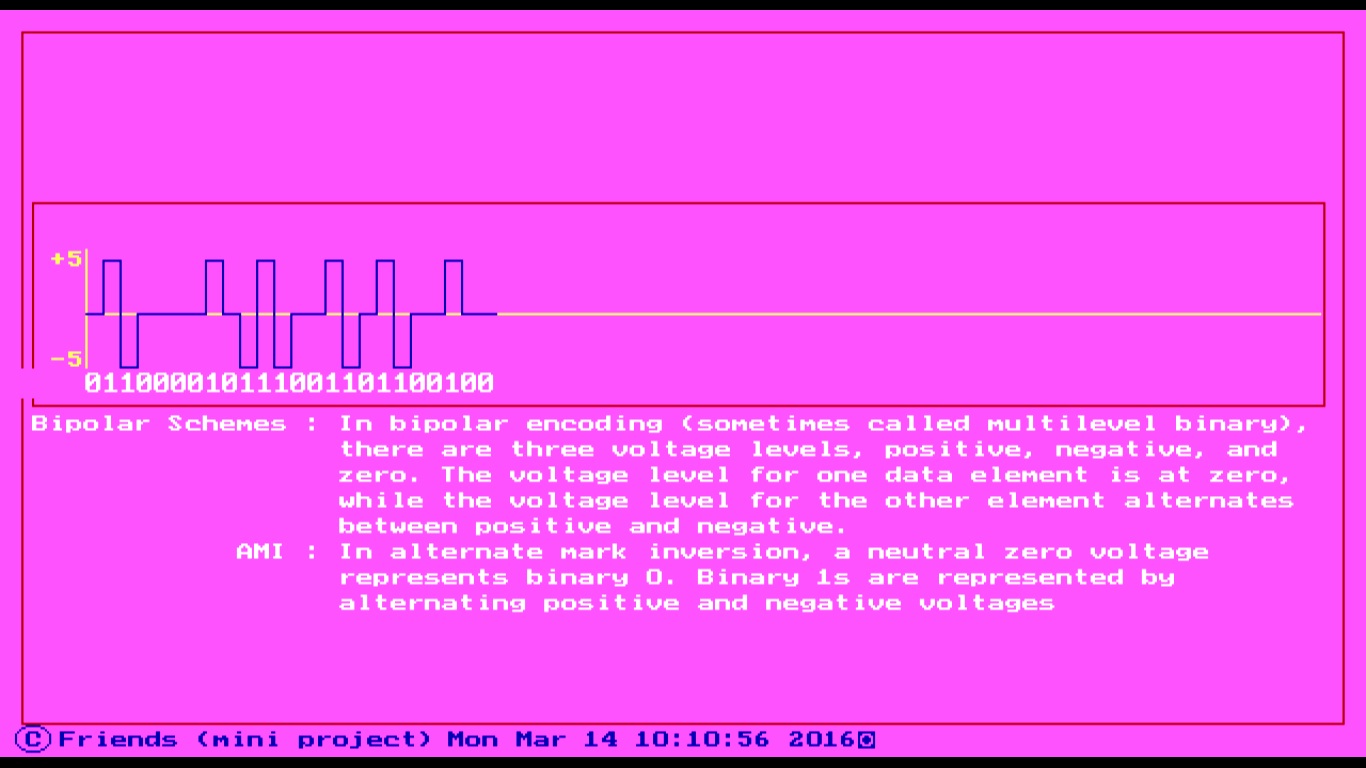 +5
-5
011000010111001101100100
Bipolar Schemes : In bipolar encoding (sometimes called multilevel binary),
there are three voltage levels, positive, negative, and
zero. The voltage level for one data element is at zero,
while the voltage level for the other element alternates
between positive and negative.
AMI : In alternate mark inversion, a neutral zero voltage
represents binary 0. Binary 1s are represented by
alternating positive and negative voltages
©Friends (mini project) Mon Mar 14 10:10:56 2016◙